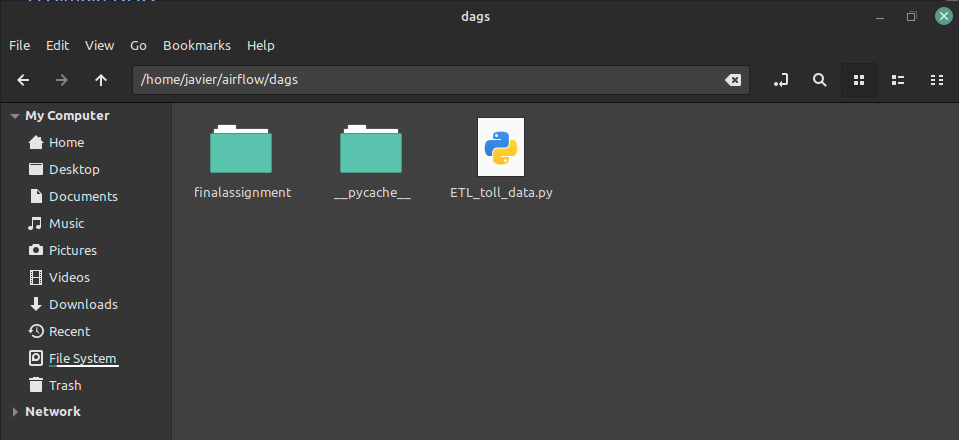 dags
File Edit View Go Bookmarks Help
/home/javier/airflow/dags
My Computer
Home
Desktop
Documents
Music
Pictures
Videos
Downloads
Recent
File System
Trash
Network
finalassignment
__pycache__
ETL_toll_data.py